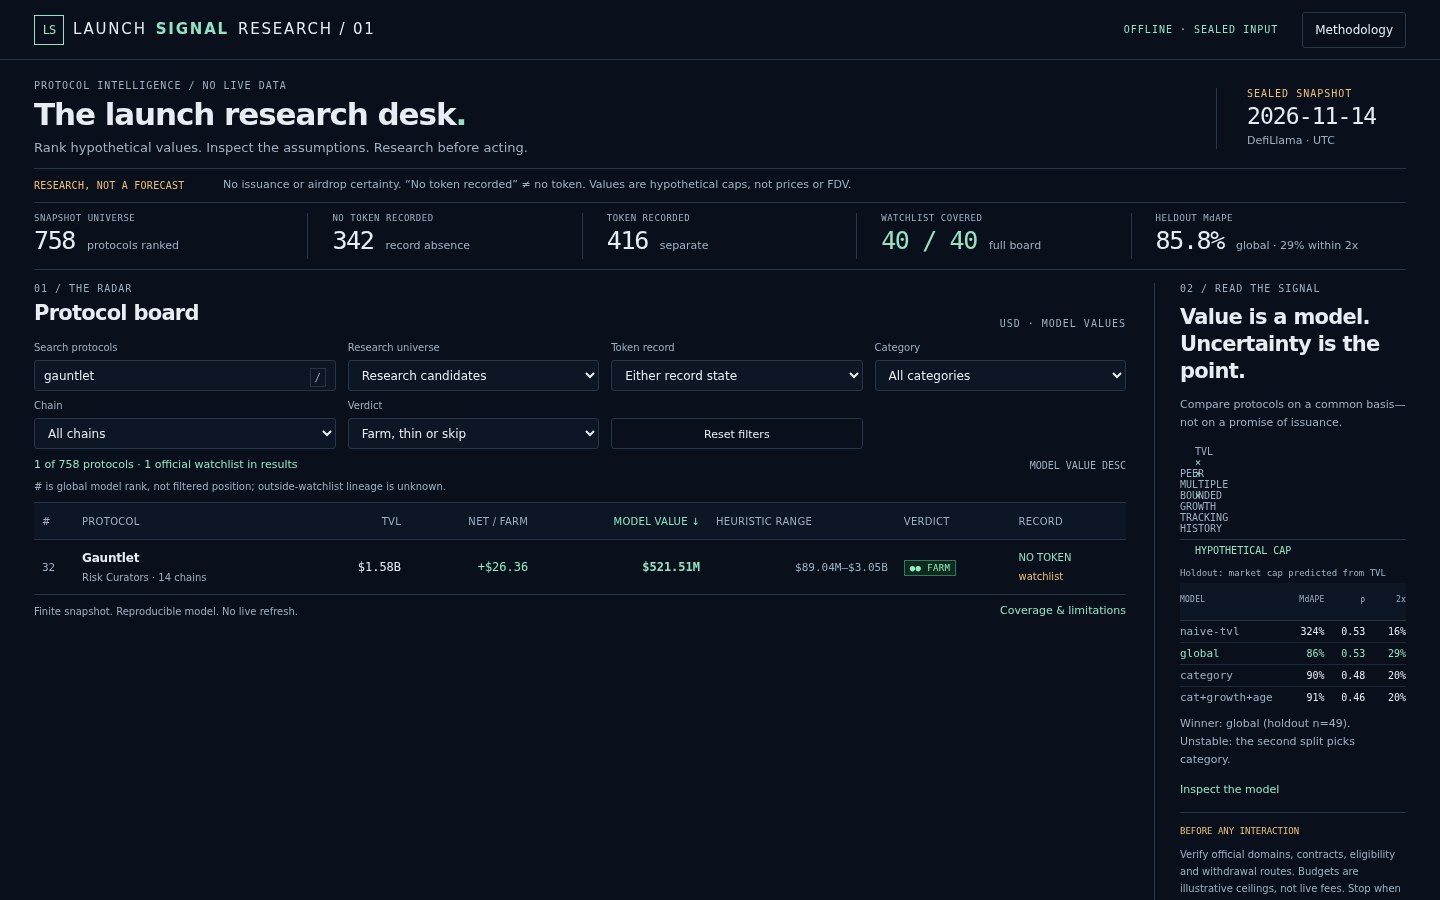 LS LAUNCH SIGNAL RESEARCH / 01
OFFLINE · SEALED INPUT
Methodology
PROTOCOL INTELLIGENCE / NO LIVE DATA
The launch research desk.
Rank hypothetical values. Inspect the assumptions. Research before acting.
SEALED SNAPSHOT
2026-11-14
DefiLlama · UTC
RESEARCH, NOT A FORECAST
No issuance or airdrop certainty. “No token recorded” ≠ no token. Values are hypothetical caps, not prices or FDV.
SNAPSHOT UNIVERSE
758 protocols ranked
NO TOKEN RECORDED
342 record absence
TOKEN RECORDED
416 separate
WATCHLIST COVERED
40 / 40 full board
HELDOUT MdAPE
85.8% global · 29% within 2x
01 / THE RADAR
Protocol board
USD · MODEL VALUES
Search protocols
gauntlet /
Research universe
Research candidates
Token record
Either record state
Category
All categories
Chain
All chains
Verdict
Farm, thin or skip
Reset filters
1 of 758 protocols · 1 official watchlist in results
MODEL VALUE DESC
# is global model rank, not filtered position; outside-watchlist lineage is unknown.
# PROTOCOL TVL NET / FARM MODEL VALUE ↓ HEURISTIC RANGE VERDICT RECORD
32 Gauntlet $1.58B +$26.36 $521.51M $89.04M–$3.05B ●● FARM NO TOKEN
Risk Curators · 14 chains watchlist
Finite snapshot. Reproducible model. No live refresh.
Coverage & limitations
02 / READ THE SIGNAL
Value is a model.
Uncertainty is the
point.
Compare protocols on a common basis—
not on a promise of issuance.
TVL
×
PEER
MULTIPLE
BOUNDED
GROWTH
TRACKING
HISTORY
HYPOTHETICAL CAP
Holdout: market cap predicted from TVL
MODEL MdAPE ρ 2x
naive-tvl 324% 0.53 16%
global 86% 0.53 29%
category 90% 0.48 20%
cat+growth+age 91% 0.46 20%
Winner: global (holdout n=49).
Unstable: the second split picks
category.
Inspect the model
BEFORE ANY INTERACTION
Verify official domains, contracts, eligibility
and withdrawal routes. Budgets are
illustrative ceilings, not live fees. Stop when